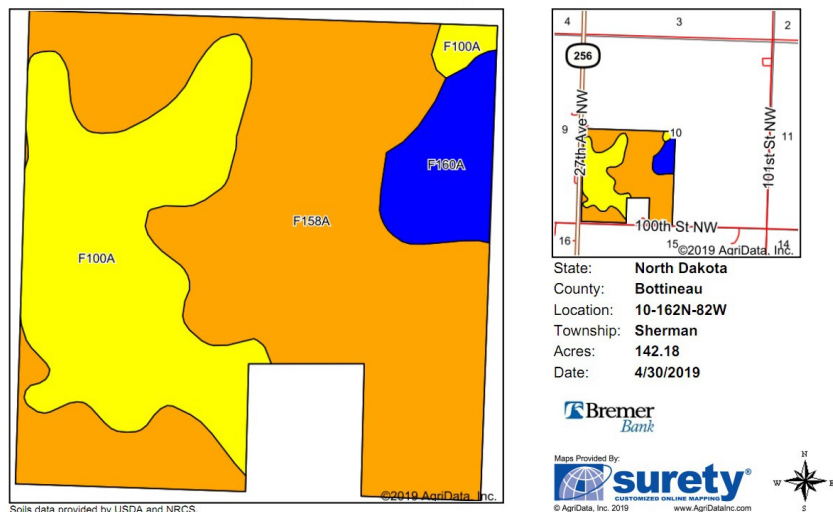 F100A
F160A
F158A
F100A
©2019 AgriData, Inc.
Soils data provided by USDA and NRCS.
4
3
2
256
27th Ave NW
9
10
11
101st St NW
100th St NW
16
15
14
©2019 AgriData, Inc.
State: North Dakota
County: Bottineau
Location: 10-162N-82W
Township: Sherman
Acres: 142.18
Date: 4/30/2019
Bremer
Bank
Maps Provided By:
surety®
CUSTOMIZED ONLINE MAPPING
© AgriData, Inc. 2019 www.AgriDataInc.com
N
W E
S